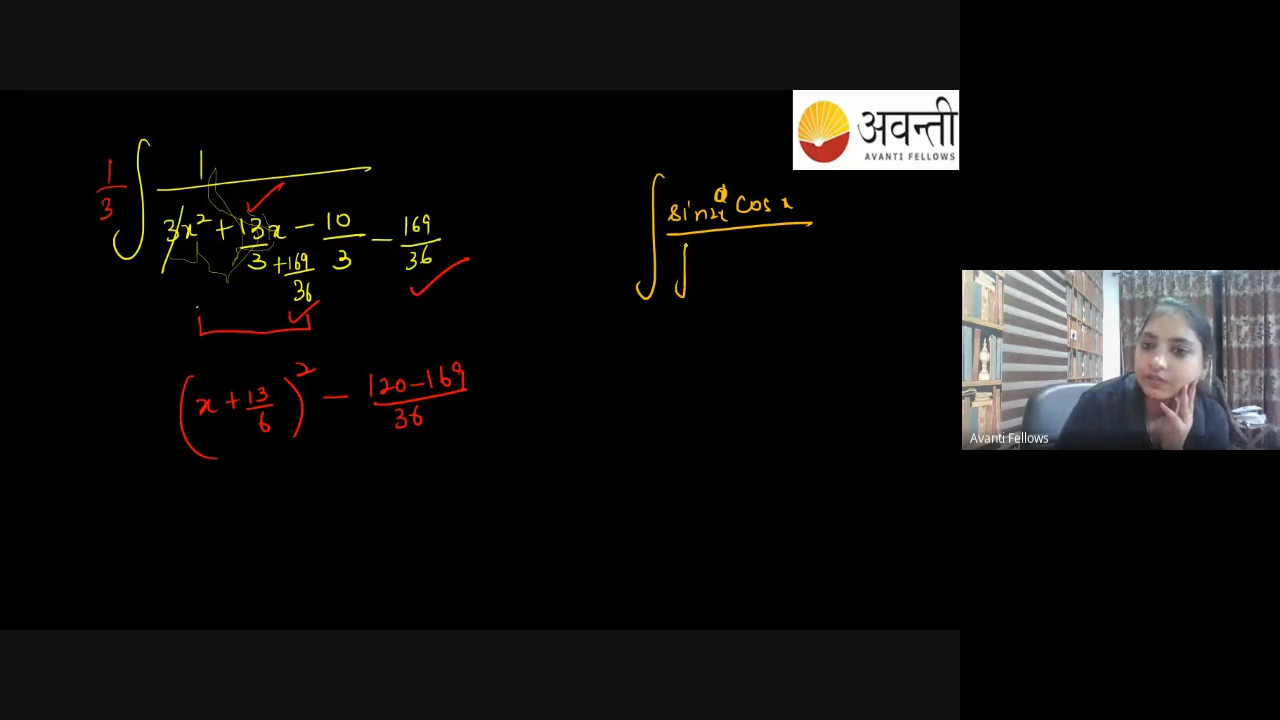 अवन्ती
AVANTI FELLOWS
1/3 ∫ 1
3x² + 13/3 x + 169/36 − 10/3 − 169/36
(x + 13/6)² − 120−169/36
∫ sin2x cos x
∫
Avanti Fellows